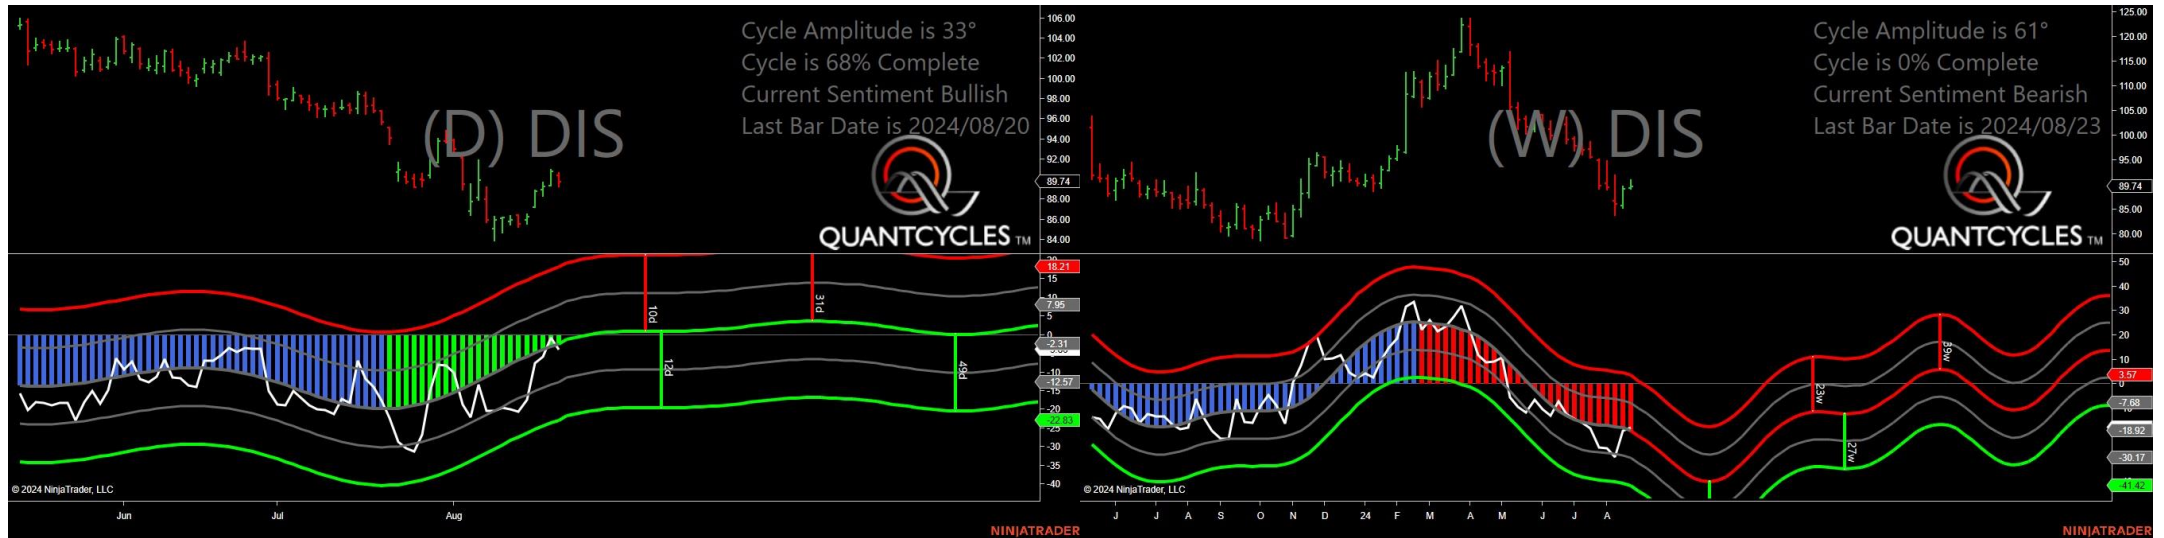 Cycle Amplitude is 33°
Cycle is 68% Complete
Current Sentiment Bullish
Last Bar Date is 2024/08/20
(D) DIS
QUANTCYCLES TM
106.00
104.00
102.00
100.00
98.00
96.00
94.00
92.00
89.74
88.00
86.00
84.00
20
18.21
15
10
7.95
5
0
-2.31
-10
-12.57
-15
-20
-22.83
-25
-30
-35
-40
10d
12d
31d
49d
© 2024 NinjaTrader, LLC
Jun Jul Aug
NINJATRADER
Cycle Amplitude is 61°
Cycle is 0% Complete
Current Sentiment Bearish
Last Bar Date is 2024/08/23
(W) DIS
QUANTCYCLES TM
125.00
120.00
115.00
110.00
105.00
100.00
95.00
89.74
85.00
80.00
50
40
30
20
10
3.57
0
-7.68
-10
-18.92
-30.17
-41.42
23w
27w
39w
© 2024 NinjaTrader, LLC
J J A S O N D 24 F M A M J J A
NINJATRADER